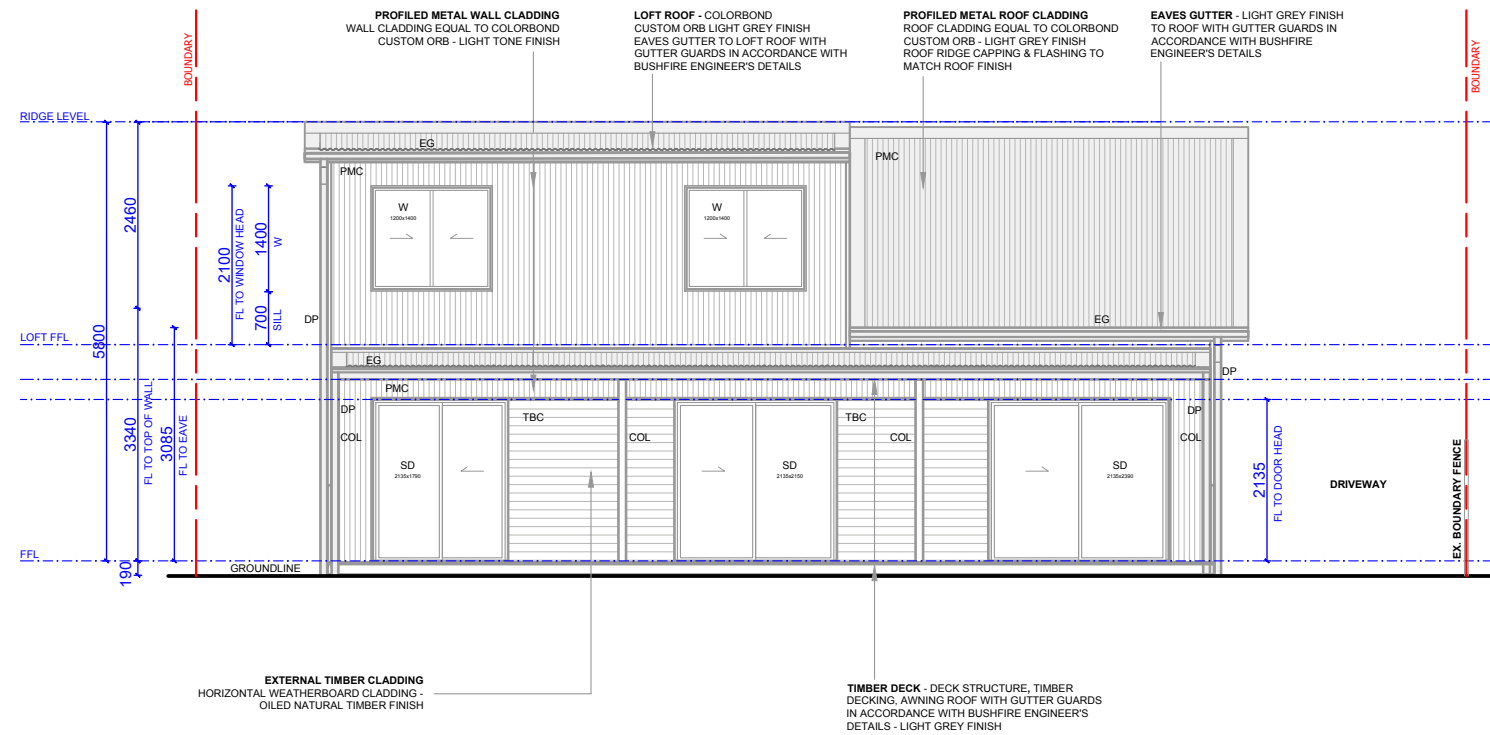 PROFILED METAL WALL CLADDING
WALL CLADDING EQUAL TO COLORBOND
CUSTOM ORB - LIGHT TONE FINISH
LOFT ROOF - COLORBOND
CUSTOM ORB LIGHT GREY FINISH
EAVES GUTTER TO LOFT ROOF WITH
GUTTER GUARDS IN ACCORDANCE WITH
BUSHFIRE ENGINEER'S DETAILS
PROFILED METAL ROOF CLADDING
ROOF CLADDING EQUAL TO COLORBOND
CUSTOM ORB - LIGHT GREY FINISH
ROOF RIDGE CAPPING & FLASHING TO
MATCH ROOF FINISH
EAVES GUTTER - LIGHT GREY FINISH
TO ROOF WITH GUTTER GUARDS IN
ACCORDANCE WITH BUSHFIRE
ENGINEER'S DETAILS
BOUNDARY
BOUNDARY
RIDGE LEVEL
EG
PMC
PMC
W
1200x1400
W
1200x1400
2460
2100
FL TO WINDOW HEAD
1400
W
700
SILL
DP
EG
LOFT FFL
5800
EG
DP
PMC
DP
COL
TBC
COL
TBC
COL
DP
COL
3340
FL TO TOP OF WALL
3085
FL TO EAVE
SD
2135x1790
SD
2135x2150
SD
2135x2390
2135
FL TO DOOR HEAD
DRIVEWAY
EX. BOUNDARY FENCE
FFL
190
GROUNDLINE
EXTERNAL TIMBER CLADDING
HORIZONTAL WEATHERBOARD CLADDING -
OILED NATURAL TIMBER FINISH
TIMBER DECK - DECK STRUCTURE, TIMBER
DECKING, AWNING ROOF WITH GUTTER GUARDS
IN ACCORDANCE WITH BUSHFIRE ENGINEER'S
DETAILS - LIGHT GREY FINISH